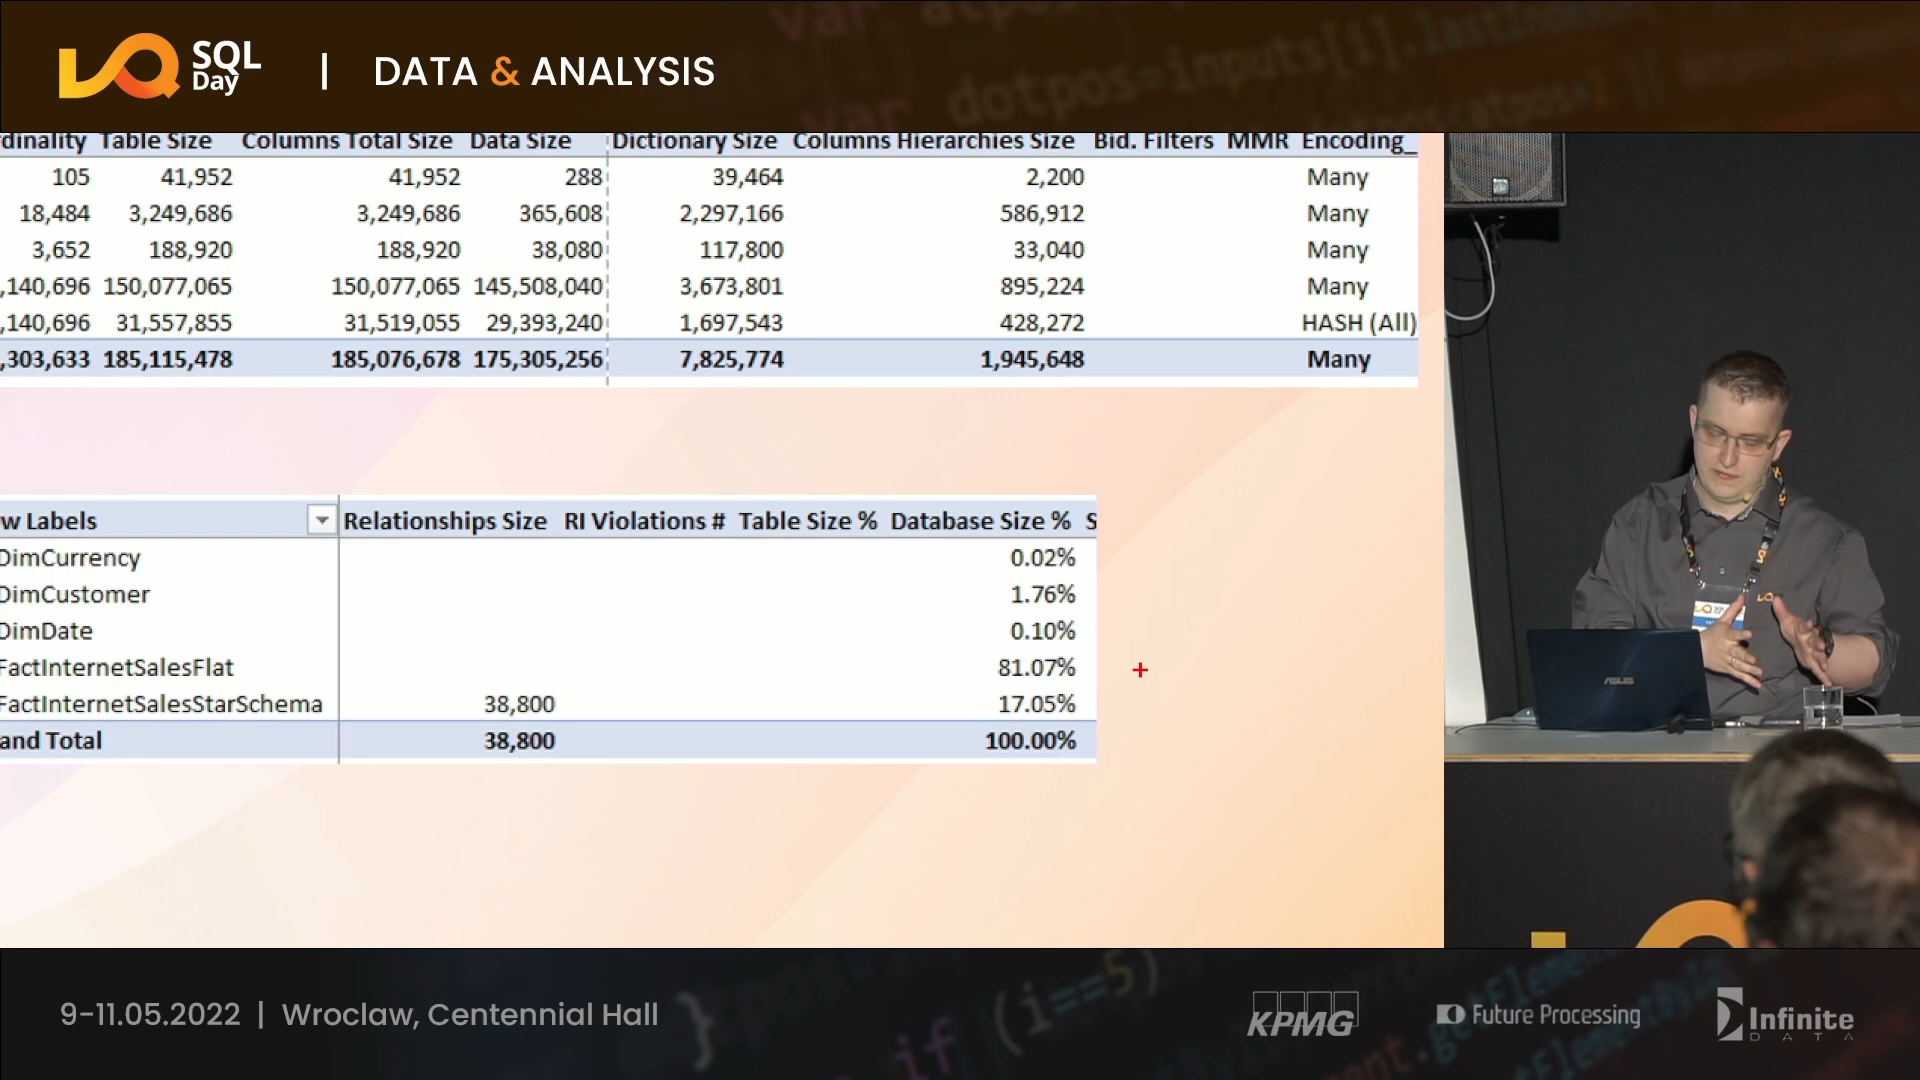 SQL
Day
| DATA & ANALYSIS
dinality Table Size Columns Total Size Data Size Dictionary Size Columns Hierarchies Size Bid. Filters MMR Encoding_
105 41,952 41,952 288 39,464 2,200 Many
18,484 3,249,686 3,249,686 365,608 2,297,166 586,912 Many
3,652 188,920 188,920 38,080 117,800 33,040 Many
,140,696 150,077,065 150,077,065 145,508,040 3,673,801 895,224 Many
,140,696 31,557,855 31,519,055 29,393,240 1,697,543 428,272 HASH (All)
,303,633 185,115,478 185,076,678 175,305,256 7,825,774 1,945,648 Many
w Labels Relationships Size RI Violations # Table Size % Database Size % S
DimCurrency 0.02%
DimCustomer 1.76%
DimDate 0.10%
FactInternetSalesFlat 81.07%
FactInternetSalesStarSchema 38,800 17.05%
and Total 38,800 100.00%
ASUS
9-11.05.2022 | Wroclaw, Centennial Hall
KPMG
Future Processing
Infinite
DATA